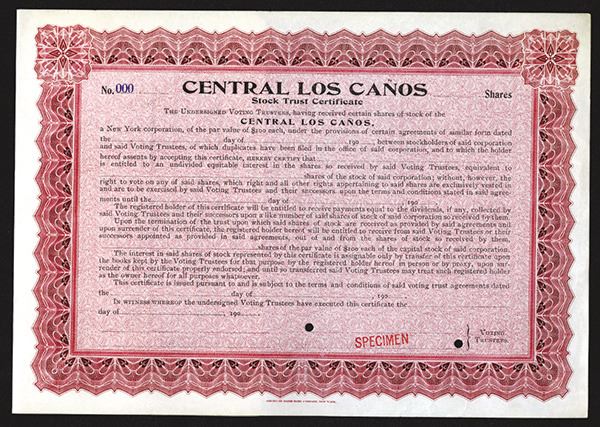 No. 000
CENTRAL LOS CAÑOS
Shares
Stock Trust Certificate
THE UNDERSIGNED VOTING TRUSTEES, having received certain shares of stock of the
CENTRAL LOS CAÑOS,
a New York corporation, of the par value of $100 each, under the provisions of certain agreements of similar form dated
the day of 190 between stockholders of said corporation
and said Voting Trustees, of which duplicates have been filed in the office of said corporation, and to which the holder
hereof assents by accepting this certificate, HEREBY CERTIFY that
is entitled to an undivided equitable interest in the shares so received by said Voting Trustees, equivalent to
shares of the stock of said corporation; without, however, the
right to vote on any of said shares, which right and all other rights appertaining to said shares are exclusively vested in
and are to be exercised by said Voting Trustees and their successors upon the terms and conditions stated in said agree-
ments until the day of 190
The registered holder of this certificate will be entitled to receive payments equal to the dividends, if any, collected by
said Voting Trustees and their successors upon a like number of said shares of stock of said corporation so received by them.
Upon the termination of the trust upon which said shares of stock are received as provided by said agreements and
upon surrender of this certificate, the registered holder hereof will be entitled to receive from said Voting Trustees or their
successors appointed as provided in said agreements, out of and from the shares of stock so received by them,
shares of the par value of $100 each of the capital stock of said corporation.
The interest in said shares of stock represented by this certificate is assignable only by transfer of this certificate upon
the books kept by the Voting Trustees for that purpose by the registered holder hereof in person or by proxy, upon sur-
render of this certificate properly endorsed; and until so transferred said Voting Trustees may treat such registered holder
as the owner hereof for all purposes whatsoever.
This certificate is issued pursuant to and is subject to the terms and conditions of said voting trust agreements dated
the day of 190
IN WITNESS WHEREOF the undersigned Voting Trustees have executed this certificate the
day of 190
SPECIMEN
VOTING
TRUSTEES.